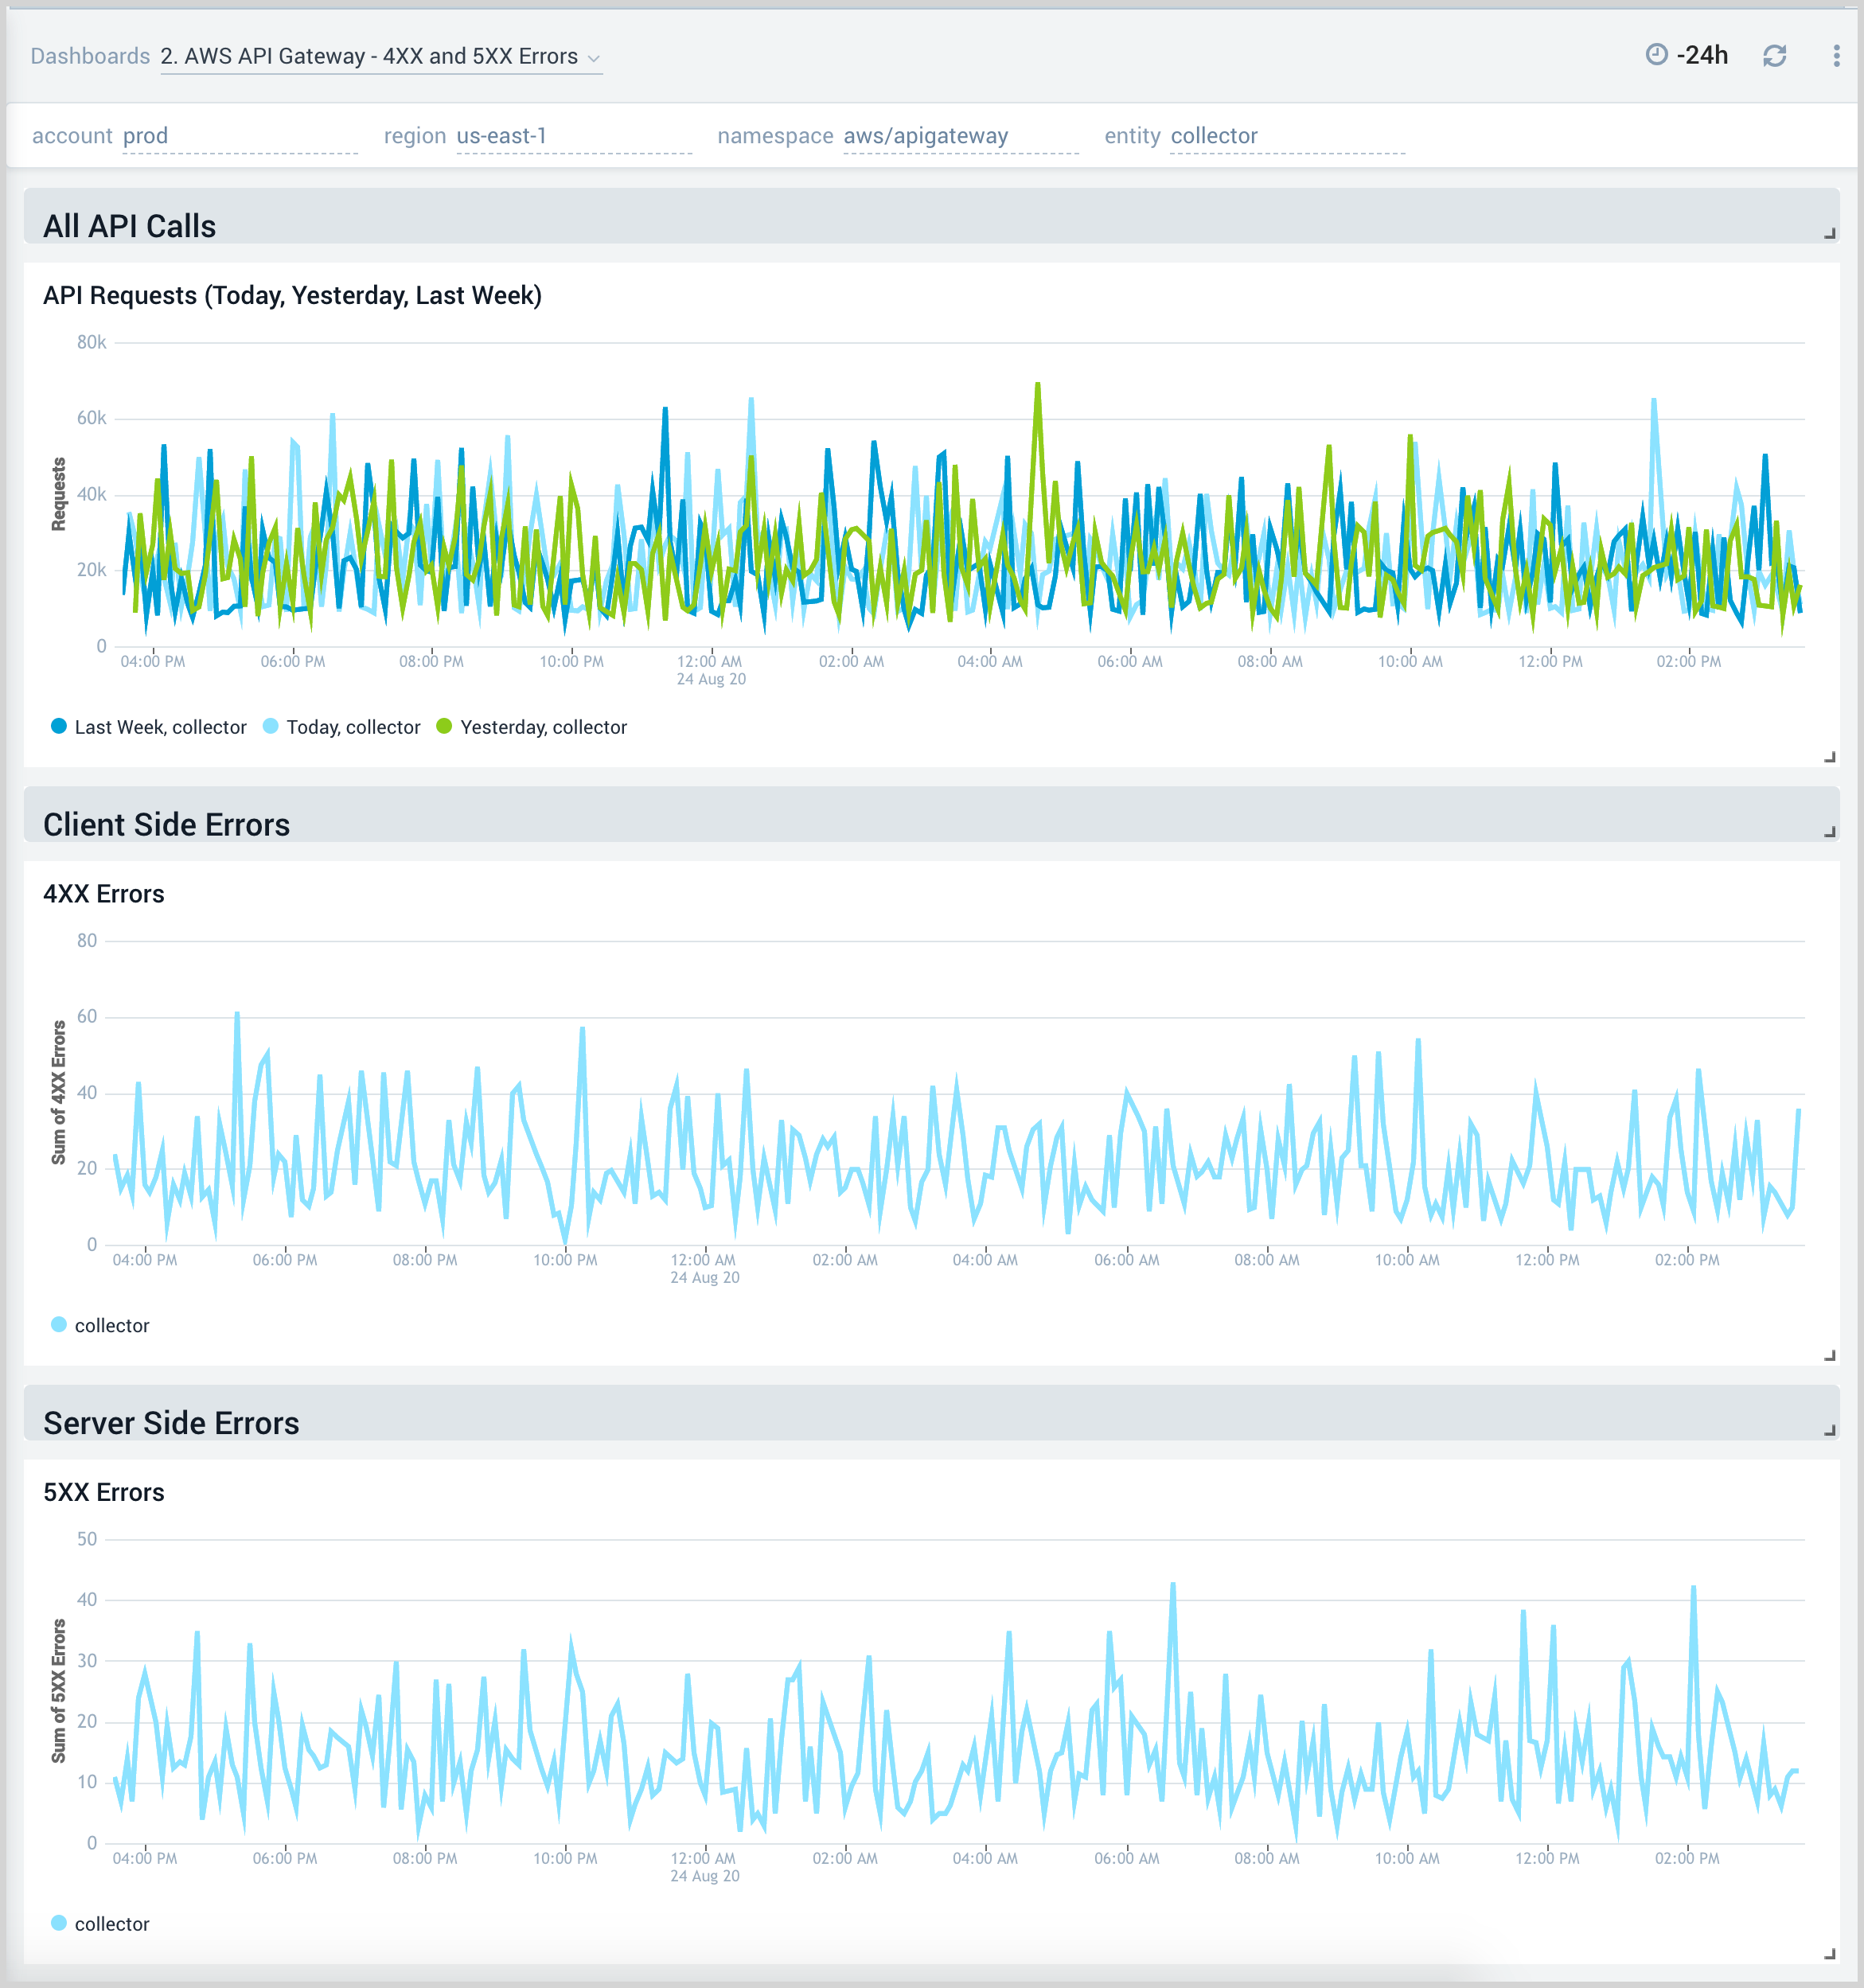 Dashboards 2. AWS API Gateway - 4XX and 5XX Errors -24h
account prod region us-east-1 namespace aws/apigateway entity collector
All API Calls
API Requests (Today, Yesterday, Last Week)
80k
60k
40k
20k
0
Requests
04:00 PM 06:00 PM 08:00 PM 10:00 PM 12:00 AM 02:00 AM 04:00 AM 06:00 AM 08:00 AM 10:00 AM 12:00 PM 02:00 PM
24 Aug 20
Last Week, collector Today, collector Yesterday, collector
Client Side Errors
4XX Errors
80
60
40
20
0
Sum of 4XX Errors
04:00 PM 06:00 PM 08:00 PM 10:00 PM 12:00 AM 02:00 AM 04:00 AM 06:00 AM 08:00 AM 10:00 AM 12:00 PM 02:00 PM
24 Aug 20
collector
Server Side Errors
5XX Errors
50
40
30
20
10
0
Sum of 5XX Errors
04:00 PM 06:00 PM 08:00 PM 10:00 PM 12:00 AM 02:00 AM 04:00 AM 06:00 AM 08:00 AM 10:00 AM 12:00 PM 02:00 PM
24 Aug 20
collector